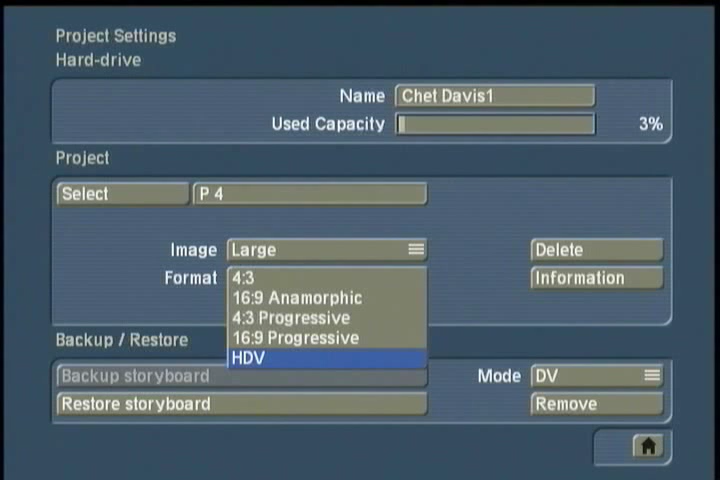 Project Settings
Hard-drive
Name Chet Davis1
Used Capacity 3%
Project
Select P 4
Image Large Delete
Format Information
4:3
16:9 Anamorphic
4:3 Progressive
16:9 Progressive
HDV
Backup / Restore
Backup storyboard Mode DV
Restore storyboard Remove